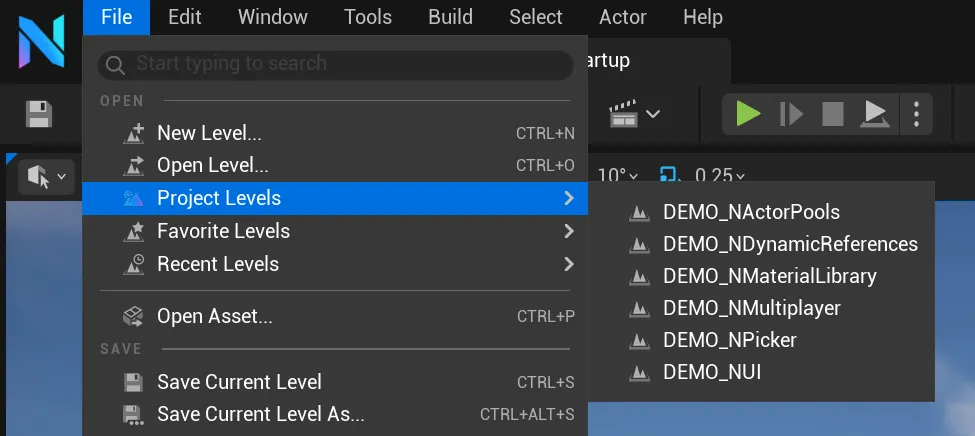 File Edit Window Tools Build Select Actor Help
Start typing to search
artup
OPEN
New Level... CTRL+N
Open Level... CTRL+O
10° 0.25
Project Levels
Favorite Levels
Recent Levels
Open Asset... CTRL+P
SAVE
Save Current Level CTRL+S
Save Current Level As... CTRL+ALT+S
DEMO_NActorPools
DEMO_NDynamicReferences
DEMO_NMaterialLibrary
DEMO_NMultiplayer
DEMO_NPicker
DEMO_NUI